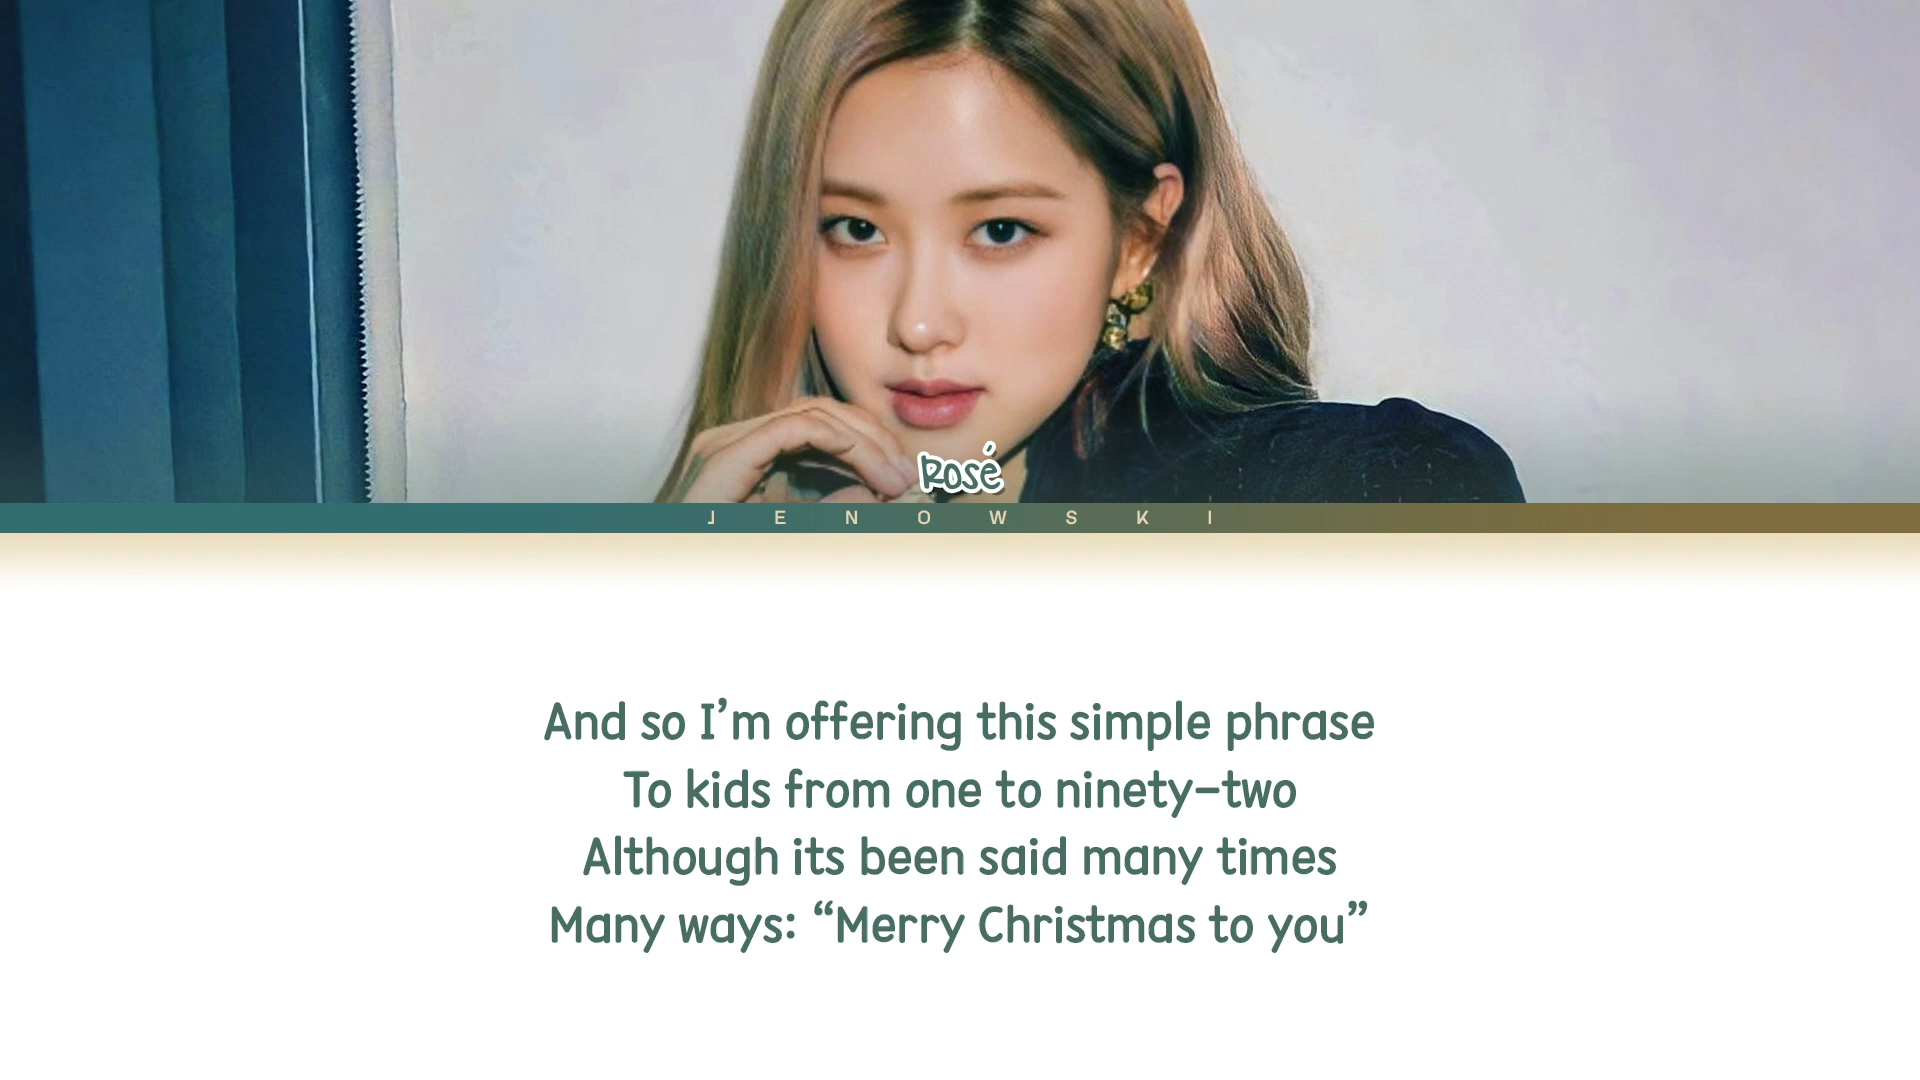 Rosé
JENOWSKI
And so I’m offering this simple phrase
To kids from one to ninety–two
Although its been said many times
Many ways: “Merry Christmas to you”